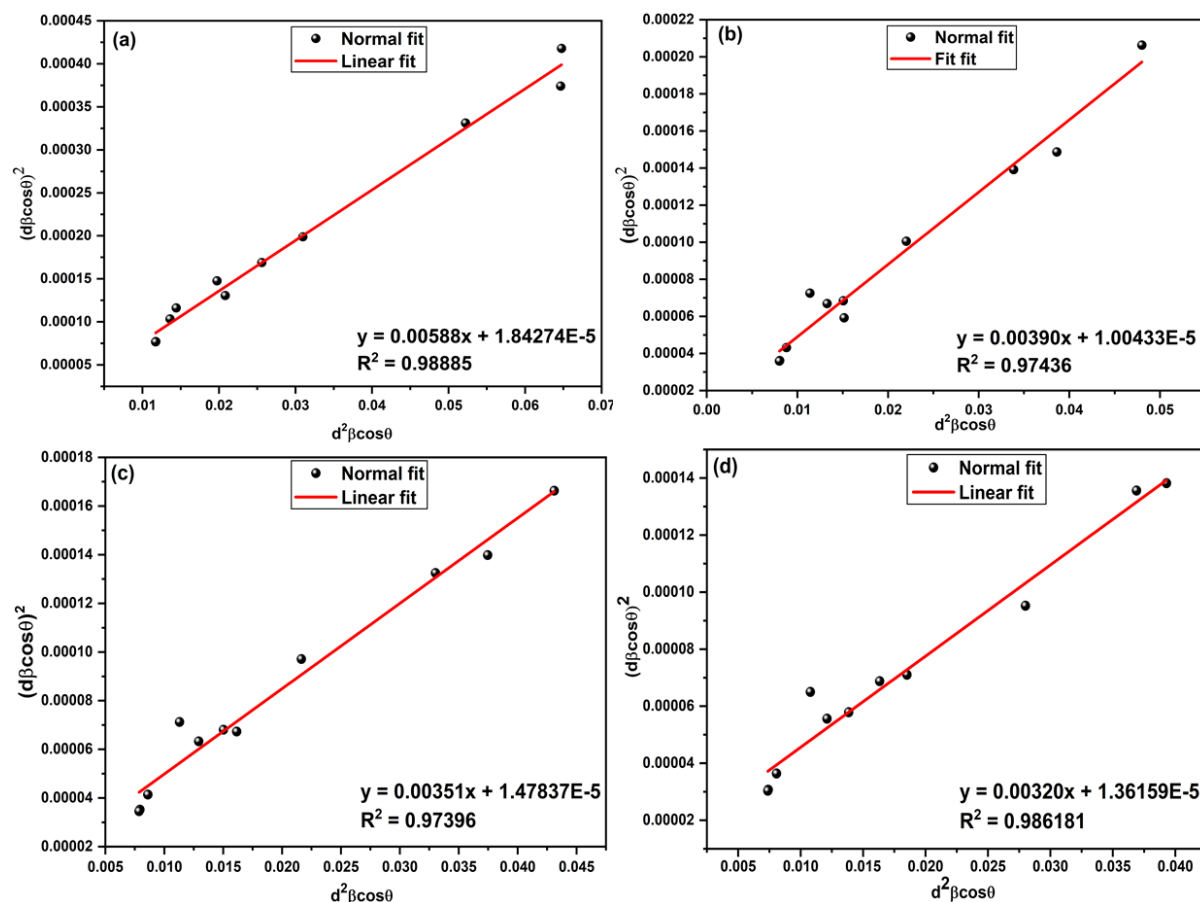 (a)
Normal fit
Linear fit
0.00045
0.00040
0.00035
0.00030
0.00025
0.00020
0.00015
0.00010
0.00005
(dβcosθ)²
y = 0.00588x + 1.84274E-5
R² = 0.98885
0.01 0.02 0.03 0.04 0.05 0.06 0.07
d²βcosθ
(b)
Normal fit
Fit fit
0.00022
0.00020
0.00018
0.00016
0.00014
0.00012
0.00010
0.00008
0.00006
0.00004
0.00002
(dβcosθ)²
y = 0.00390x + 1.00433E-5
R² = 0.97436
0.00 0.01 0.02 0.03 0.04 0.05
d²βcosθ
(c)
Normal fit
Linear fit
0.00018
0.00016
0.00014
0.00012
0.00010
0.00008
0.00006
0.00004
0.00002
(dβcosθ)²
y = 0.00351x + 1.47837E-5
R² = 0.97396
0.005 0.010 0.015 0.020 0.025 0.030 0.035 0.040 0.045
d²βcosθ
(d)
Normal fit
Linear fit
0.00014
0.00012
0.00010
0.00008
0.00006
0.00004
0.00002
(dβcosθ)²
y = 0.00320x + 1.36159E-5
R² = 0.986181
0.005 0.010 0.015 0.020 0.025 0.030 0.035 0.040
d²βcosθ